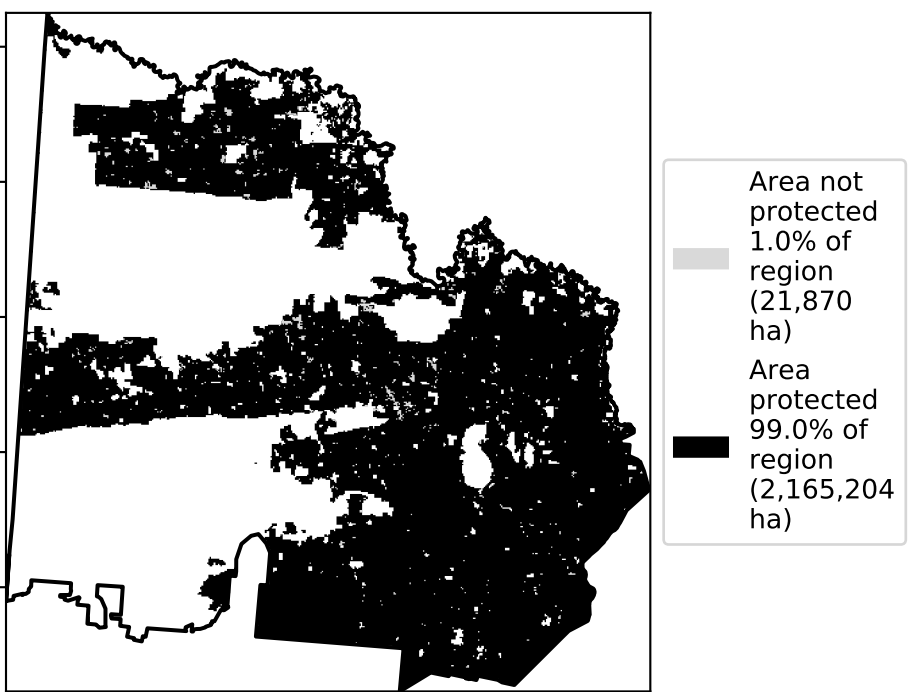 Area not
protected
1.0% of
region
(21,870
ha)
Area
protected
99.0% of
region
(2,165,204
ha)